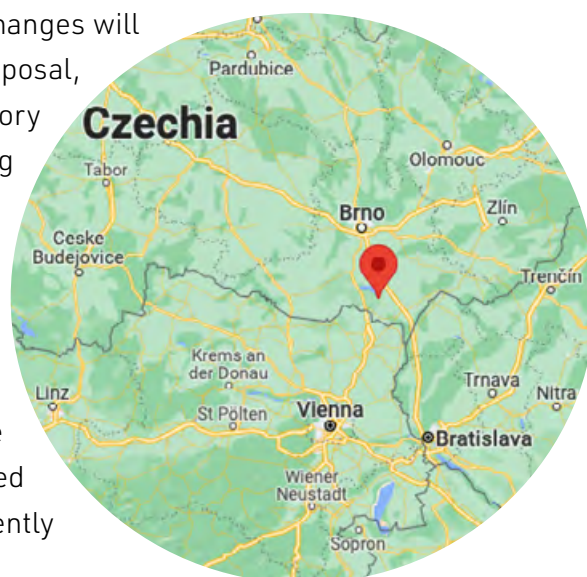 hanges will
posal,
ory
g
e
ed
ently
Pardubice
Czechia
Olomouc
Tabor
Brno
Zlín
Ceske
Budejovice
Trenčín
Krems an
der Donau
Linz
St Pölten
Vienna
Trnava
Nitra
Bratislava
Wiener
Neustadt
Sopron